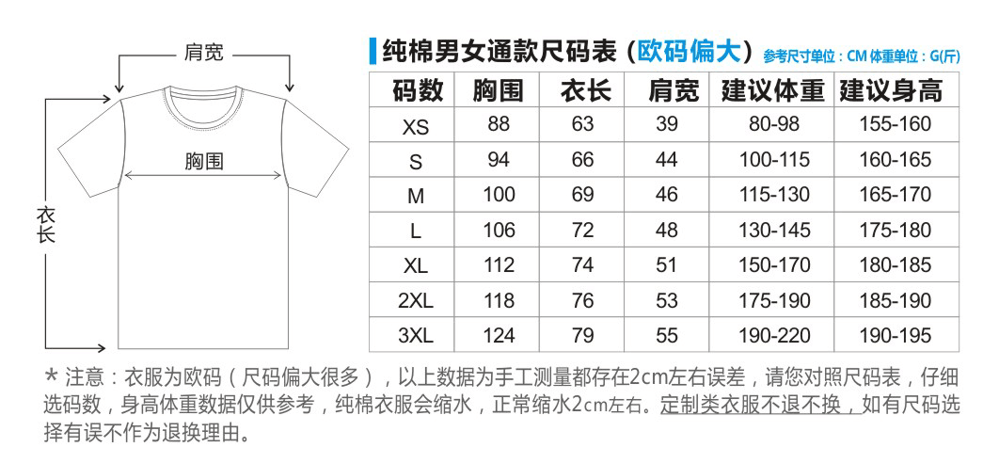 肩宽
胸围
衣长
纯棉男女通款尺码表(欧码偏大) 参考尺寸单位:CM 体重单位:G(斤)
码数 胸围 衣长 肩宽 建议体重 建议身高
XS 88 63 39 80-98 155-160
S 94 66 44 100-115 160-165
M 100 69 46 115-130 165-170
L 106 72 48 130-145 175-180
XL 112 74 51 150-170 180-185
2XL 118 76 53 175-190 185-190
3XL 124 79 55 190-220 190-195
* 注意:衣服为欧码(尺码偏大很多),以上数据为手工测量都存在2cm左右误差,请您对照尺码表,仔细
选码数,身高体重数据仅供参考,纯棉衣服会缩水,正常缩水2cm左右。定制类衣服不退不换,如有尺码选
择有误不作为退换理由。